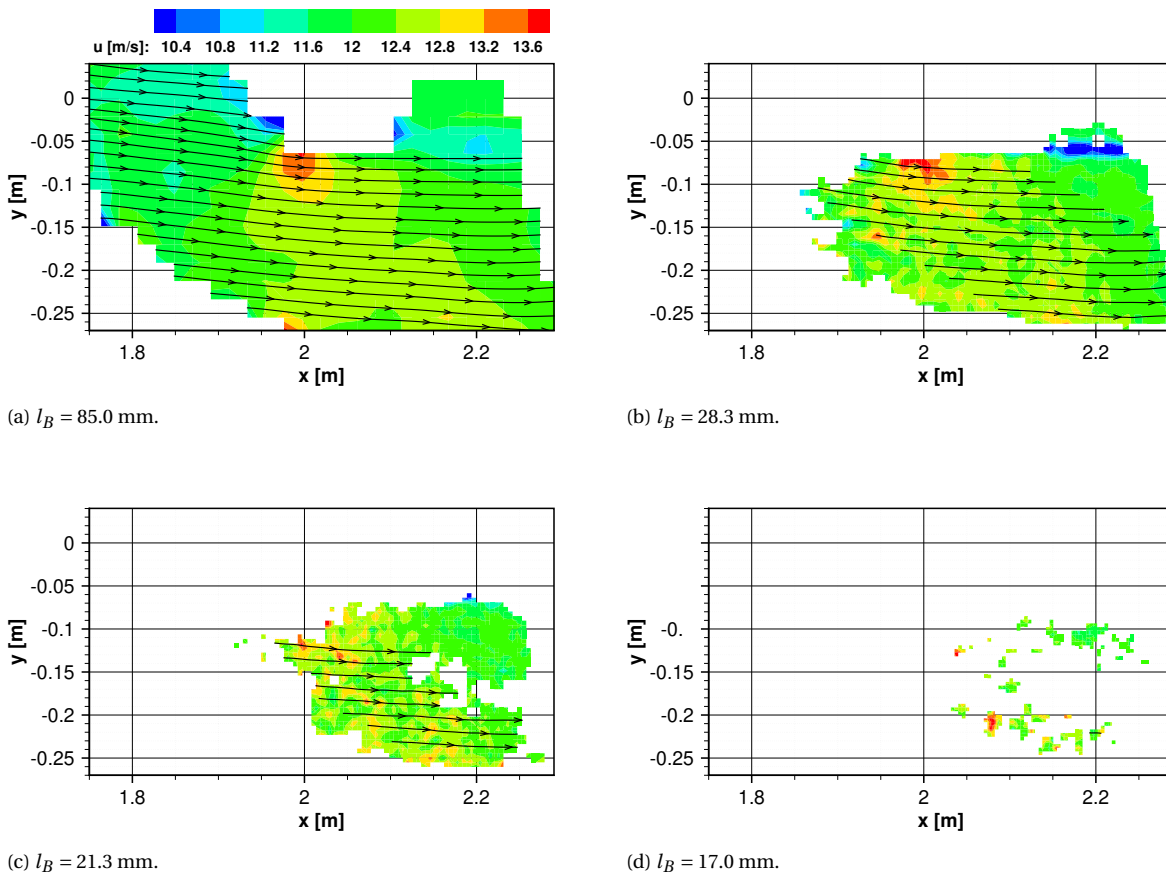 u [m/s]: 10.4 10.8 11.2 11.6 12 12.4 12.8 13.2 13.6
0
-0.05
-0.1
-0.15
-0.2
-0.25
y [m]
1.8 2 2.2
x [m]
(a) l_B = 85.0 mm.
0
-0.05
-0.1
-0.15
-0.2
-0.25
y [m]
1.8 2 2.2
x [m]
(b) l_B = 28.3 mm.
0
-0.05
-0.1
-0.15
-0.2
-0.25
y [m]
1.8 2 2.2
x [m]
(c) l_B = 21.3 mm.
0
-0.05
-0.
-0.15
-0.2
-0.25
y [m]
1.8 2 2.2
x [m]
(d) l_B = 17.0 mm.